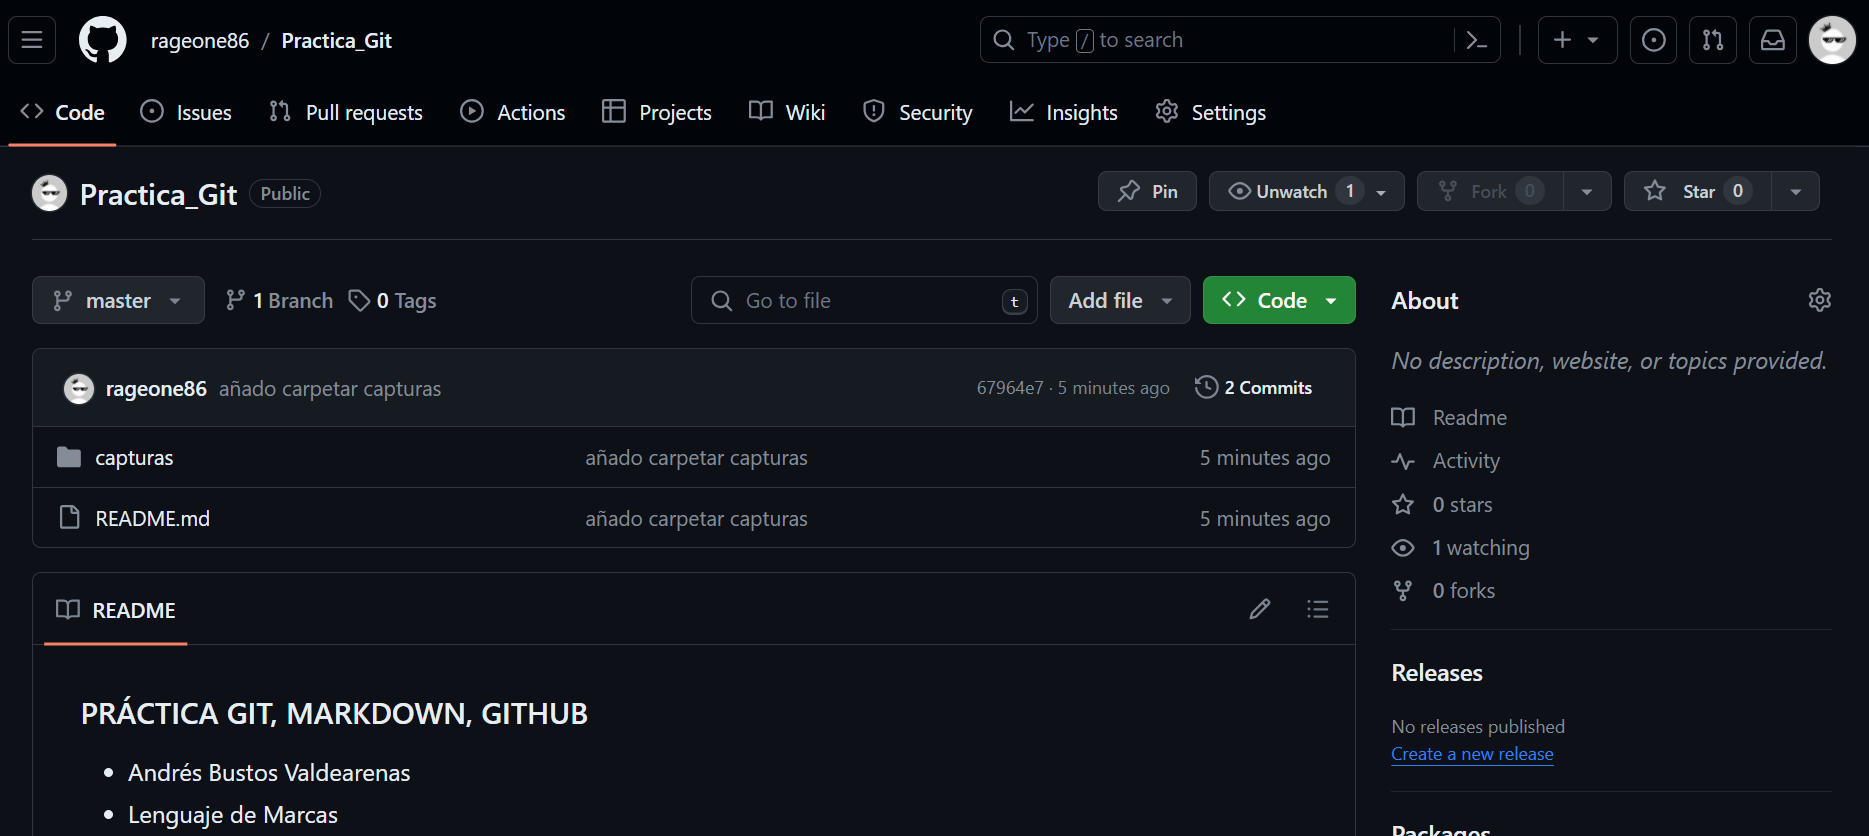 rageone86 / Practica_Git
Type / to search
Code Issues Pull requests Actions Projects Wiki Security Insights Settings
Practica_Git Public
Pin Unwatch 1 Fork 0 Star 0
master 1 Branch 0 Tags
Go to file t Add file Code
rageone86 añado carpetar capturas 67964e7 · 5 minutes ago 2 Commits
capturas añado carpetar capturas 5 minutes ago
README.md añado carpetar capturas 5 minutes ago
README
PRÁCTICA GIT, MARKDOWN, GITHUB
• Andrés Bustos Valdearenas
• Lenguaje de Marcas
About
No description, website, or topics provided.
Readme
Activity
0 stars
1 watching
0 forks
Releases
No releases published
Create a new release
Packages